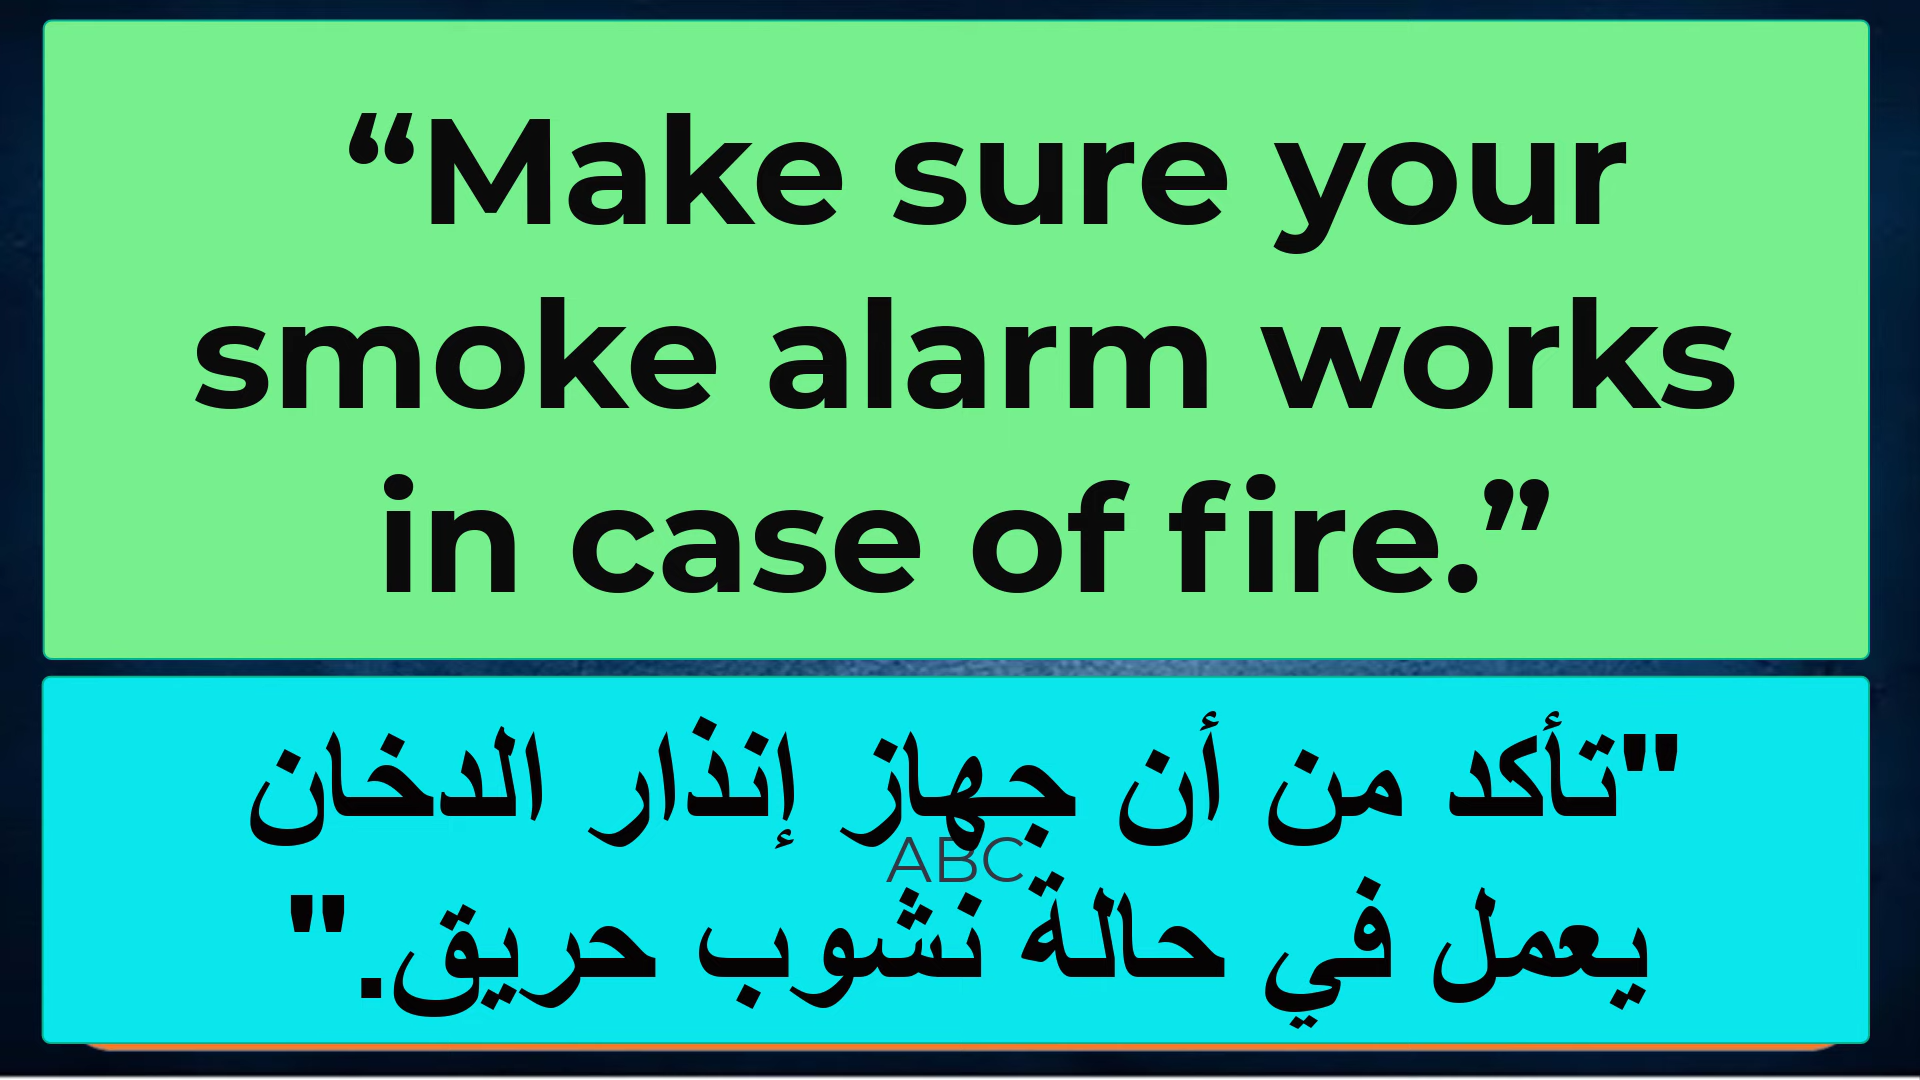 “Make sure your
smoke alarm works
in case of fire.”
"تأكد من أن جهاز إنذار الدخان
ABC
يعمل في حالة نشوب حريق."